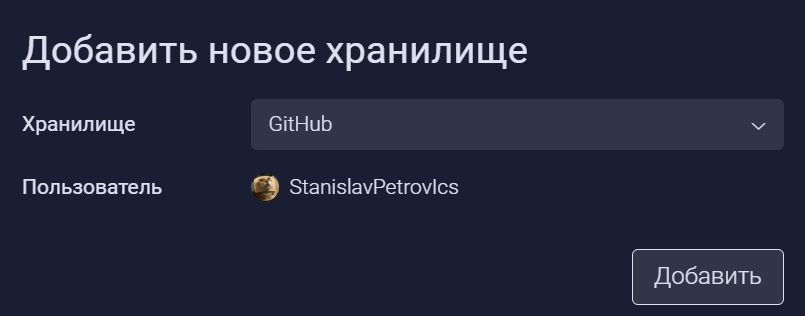 Добавить новое хранилище
Хранилище GitHub
Пользователь StanislavPetrovIcs
Добавить